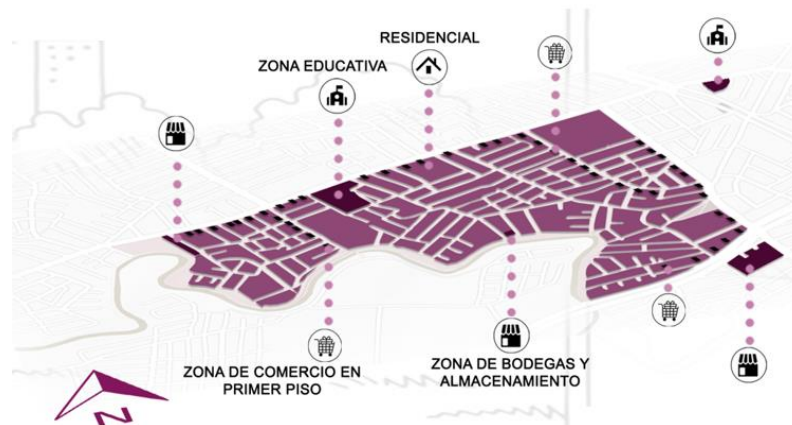 RESIDENCIAL
ZONA EDUCATIVA
ZONA DE COMERCIO EN
PRIMER PISO
ZONA DE BODEGAS Y
ALMACENAMIENTO
N